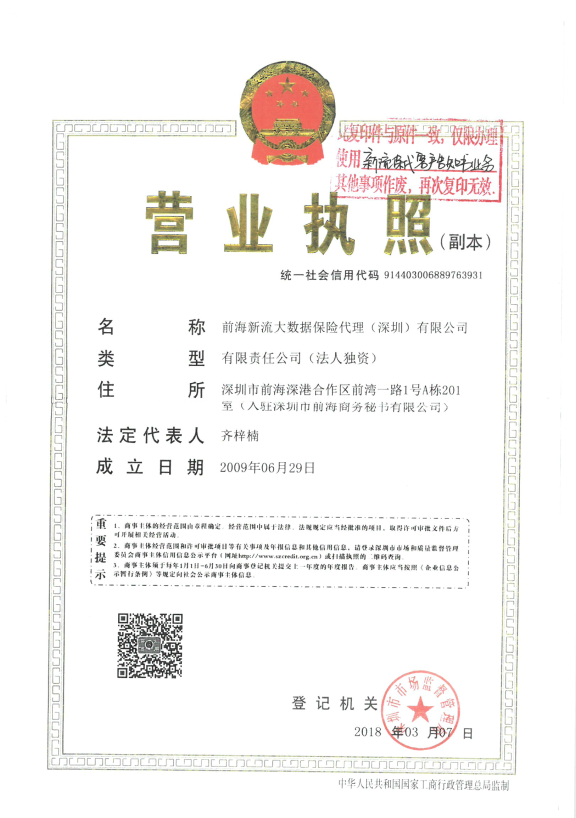 此复印件与原件一致，仅限办理
使用
其他事项作废，再次复印无效.
营业执照
(副本)
统一社会信用代码 914403006889763931
名称 前海新流大数据保险代理（深圳）有限公司
类型 有限责任公司（法人独资）
住所 深圳市前海深港合作区前湾一路1号A栋201
室（入驻深圳市前海商务秘书有限公司）
法定代表人 齐梓楠
成立日期 2009年06月29日
重要提示
1、商事主体的经营范围由章程确定。经营范围中属于法律、法规规定应当经批准的项目，取得许可审批文件后方
可开展相关经营活动。
2、商事主体经营范围和许可审批项目等有关事项及年报信息和其他信用信息，请登录深圳市市场和质量监督管理
委员会商事主体信用信息公示平台（网址http://www.szcredit.org.cn）或扫描执照的二维码查询。
3、商事主体须于每年1月1日-6月30日向商事登记机关提交上一年度的年度报告。商事主体应当按照《企业信息公
示暂行条例》等规定向社会公示商事主体信息。
登记机关
深圳市市场监督管理局
2018 年03 月07 日
中华人民共和国国家工商行政管理总局监制